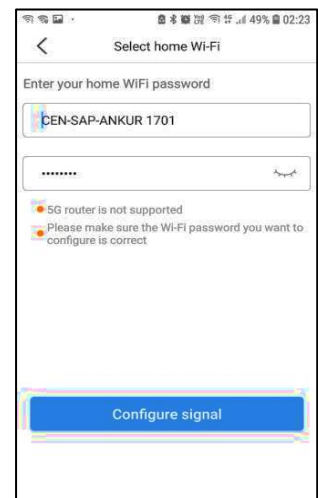 49% 02:23
Select home Wi-Fi
Enter your home WiFi password
CEN-SAP-ANKUR 1701
••••••••
5G router is not supported
Please make sure the Wi-Fi password you want to
configure is correct
Configure signal